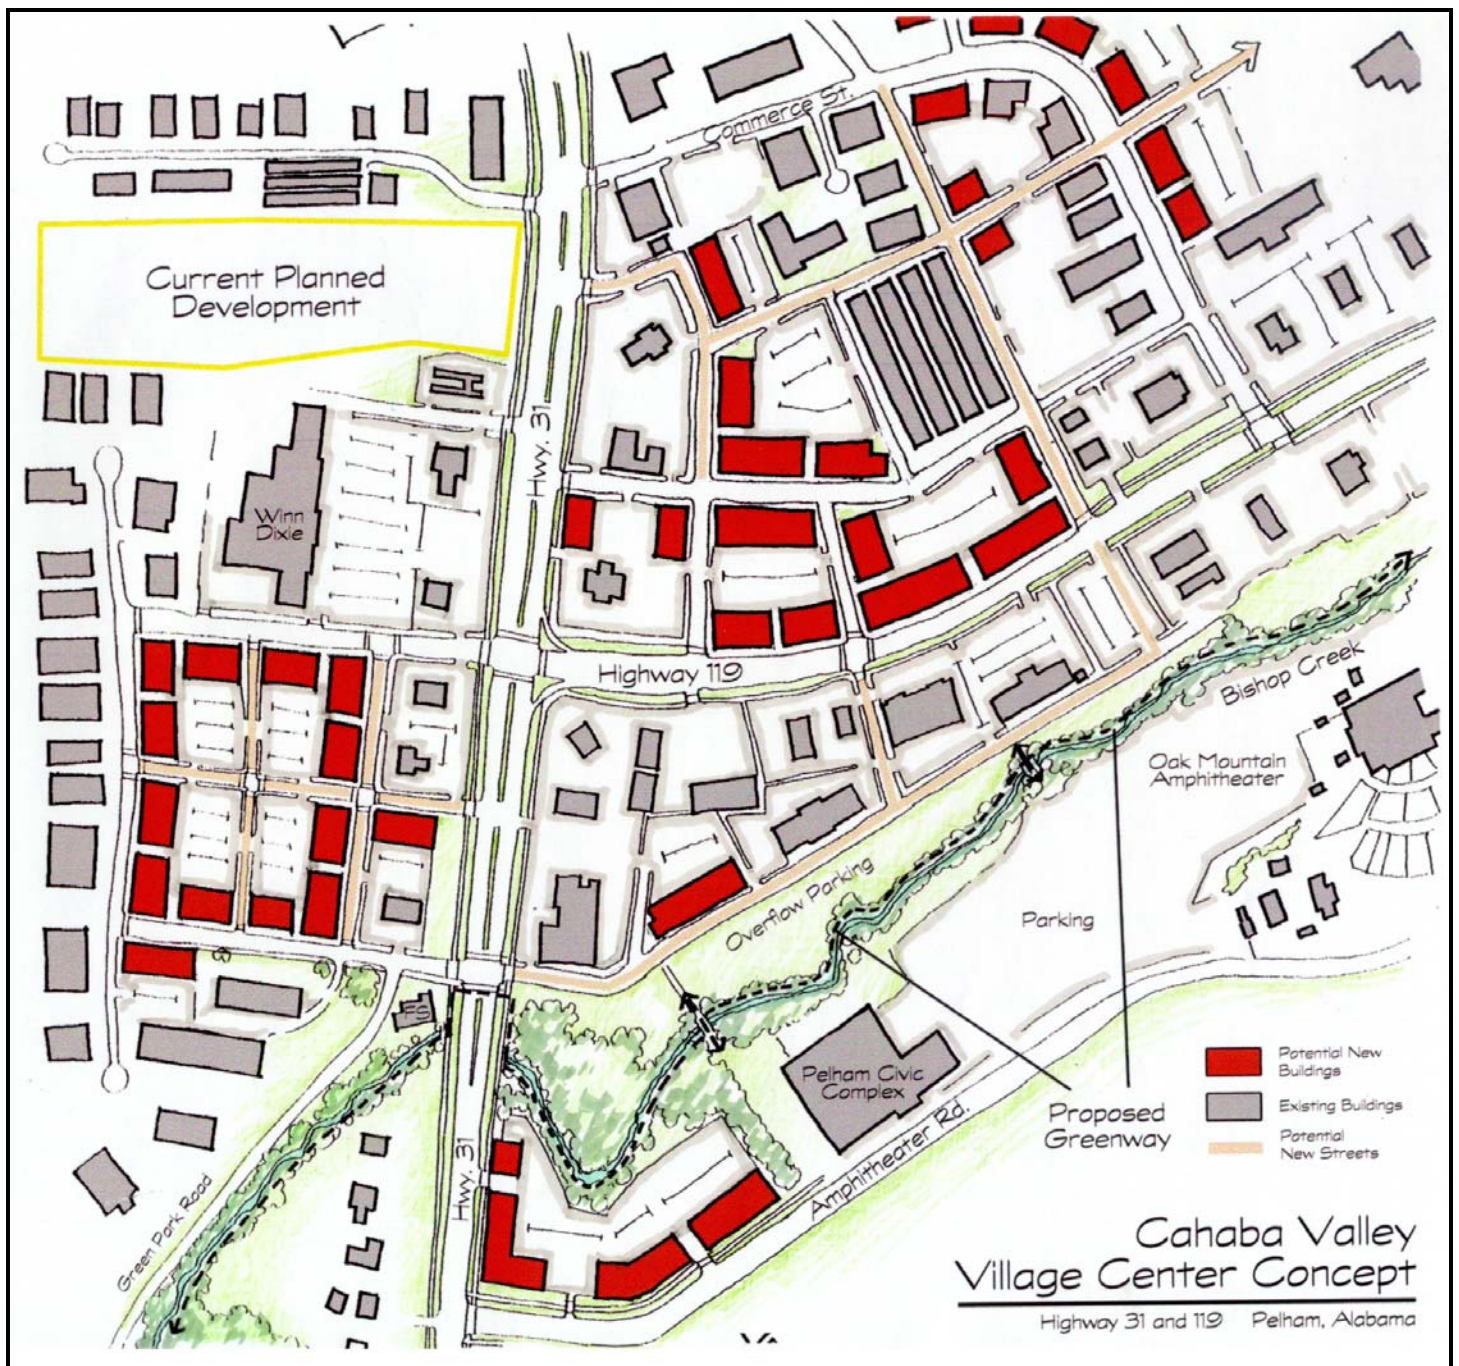 Commerce St.
Current Planned
Development
Hwy. 31
Winn
Dixie
Highway 119
Bishop Creek
Oak Mountain
Amphitheater
Overflow Parking
Parking
FS
Pelham Civic
Complex
Potential New
Buildings
Existing Buildings
Potential
New Streets
Proposed
Greenway
Amphitheater Rd.
Hwy. 31
Green Park Road
Cahaba Valley
Village Center Concept
Highway 31 and 119 Pelham, Alabama